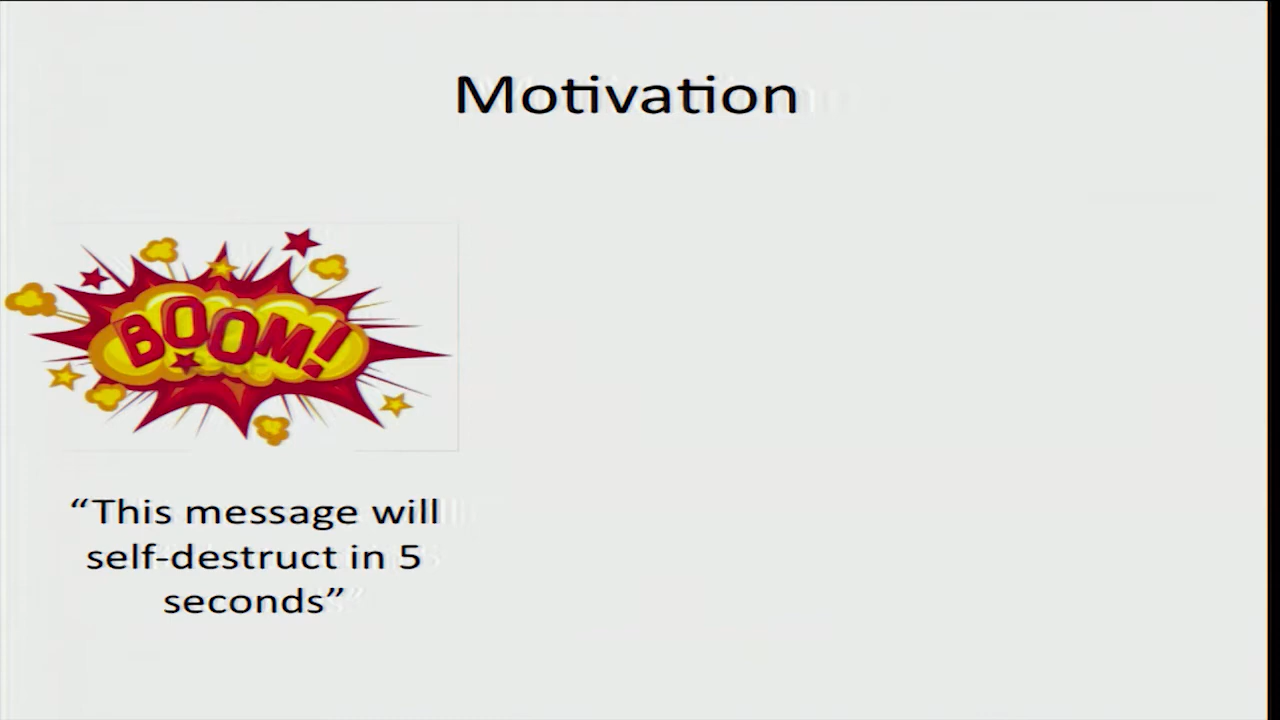 Motivation
BOOM!
“This message will
self-destruct in 5
seconds”